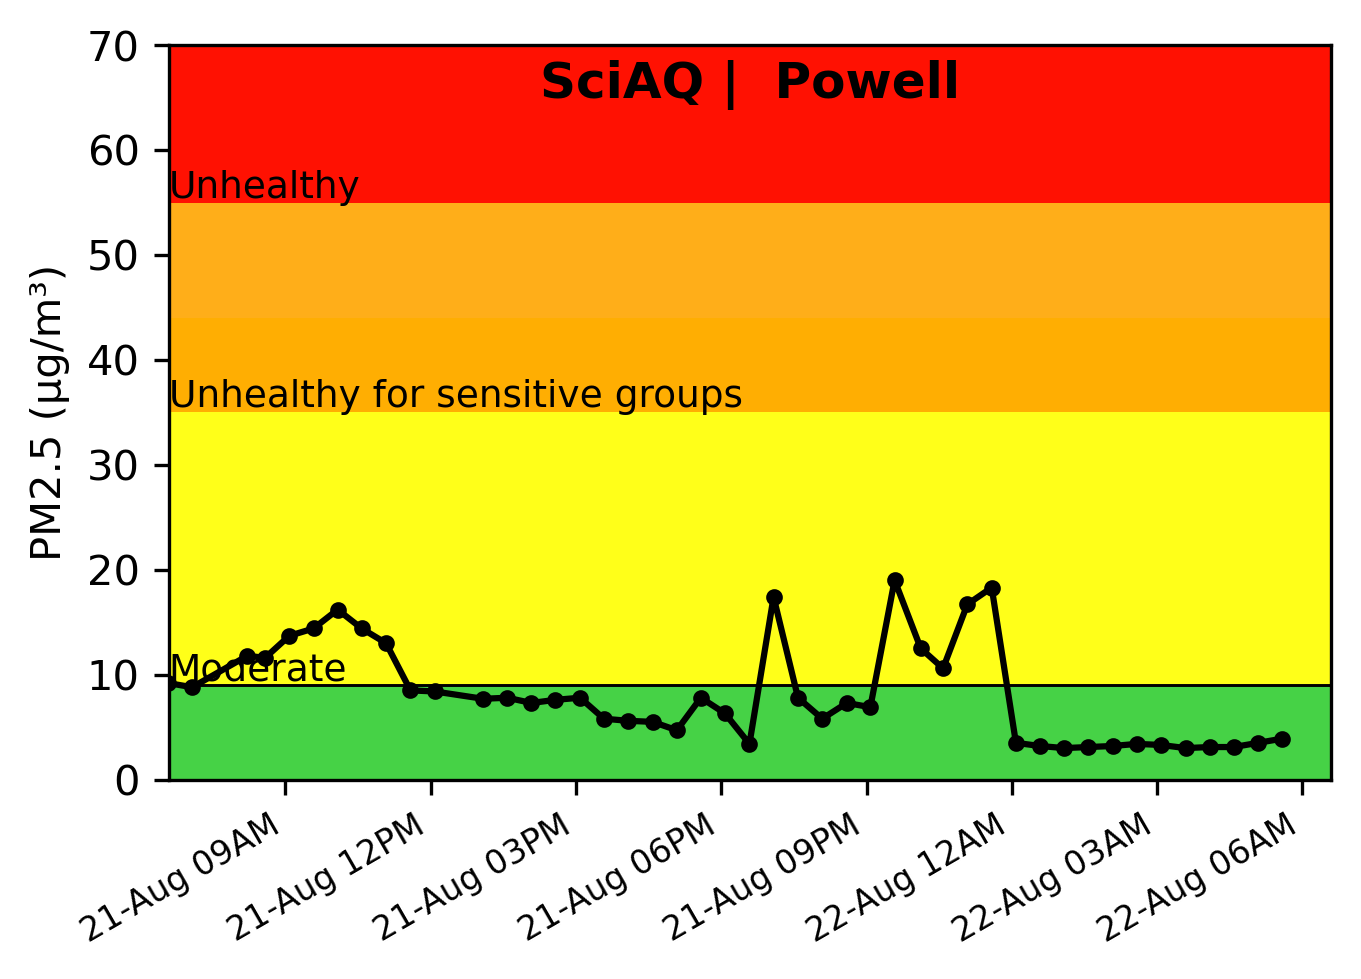 SciAQ |  Powell
PM2.5 (μg/m³)
70
60
50
40
30
20
10
0
Unhealthy
Unhealthy for sensitive groups
Moderate
21-Aug 09AM
21-Aug 12PM
21-Aug 03PM
21-Aug 06PM
21-Aug 09PM
22-Aug 12AM
22-Aug 03AM
22-Aug 06AM